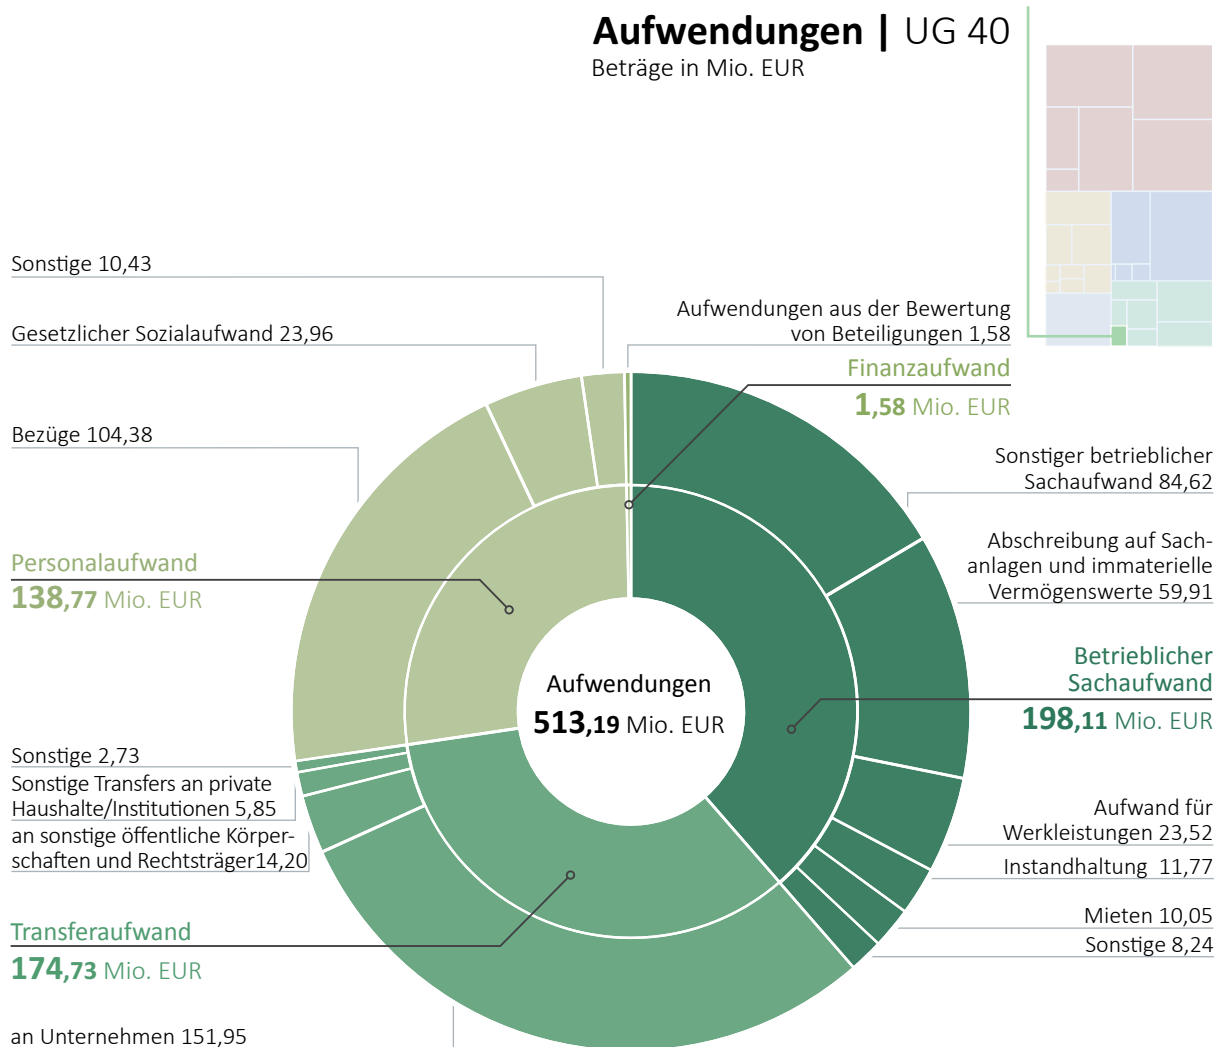 Aufwendungen | UG 40
Beträge in Mio. EUR
Sonstige 10,43
Gesetzlicher Sozialaufwand 23,96
Bezüge 104,38
Personalaufwand
138,77 Mio. EUR
Sonstige 2,73
Sonstige Transfers an private
Haushalte/Institutionen 5,85
an sonstige öffentliche Körper-
schaften und Rechtsträger14,20
Transferaufwand
174,73 Mio. EUR
an Unternehmen 151,95
Aufwendungen
513,19 Mio. EUR
Aufwendungen aus der Bewertung
von Beteiligungen 1,58
Finanzaufwand
1,58 Mio. EUR
Sonstiger betrieblicher
Sachaufwand 84,62
Abschreibung auf Sach-
anlagen und immaterielle
Vermögenswerte 59,91
Betrieblicher
Sachaufwand
198,11 Mio. EUR
Aufwand für
Werkleistungen 23,52
Instandhaltung 11,77
Mieten 10,05
Sonstige 8,24